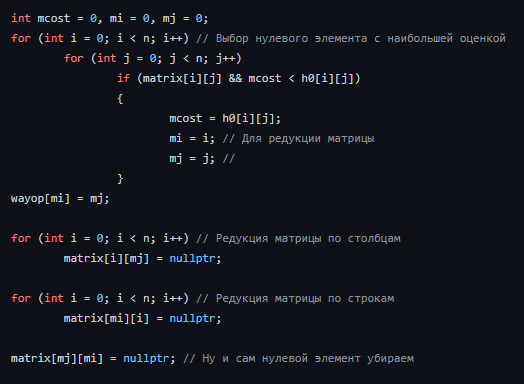 int mcost = 0, mi = 0, mj = 0;
for (int i = 0; i < n; i++) // Выбор нулевого элемента с наибольшей оценкой
for (int j = 0; j < n; j++)
if (matrix[i][j] && mcost < h0[i][j])
{
mcost = h0[i][j];
mi = i; // Для редукции матрицы
mj = j; //
}
wayop[mi] = mj;
for (int i = 0; i < n; i++) // Редукция матрицы по столбцам
matrix[i][mj] = nullptr;
for (int i = 0; i < n; i++) // Редукция матрицы по строкам
matrix[mi][i] = nullptr;
matrix[mj][mi] = nullptr; // Ну и сам нулевой элемент убираем